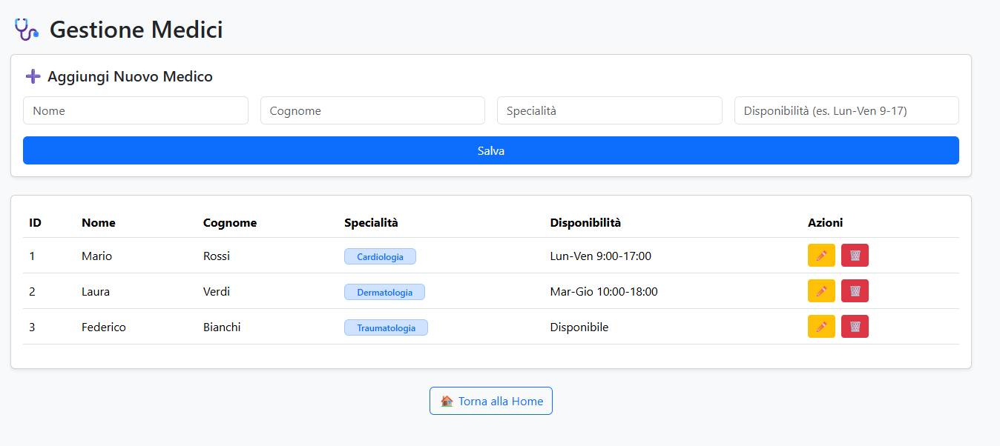 Gestione Medici
Aggiungi Nuovo Medico
Nome Cognome Specialità Disponibilità (es. Lun-Ven 9-17)
Salva
ID Nome Cognome Specialità Disponibilità Azioni
1 Mario Rossi Cardiologia Lun-Ven 9:00-17:00
2 Laura Verdi Dermatologia Mar-Gio 10:00-18:00
3 Federico Bianchi Traumatologia Disponibile
Torna alla Home